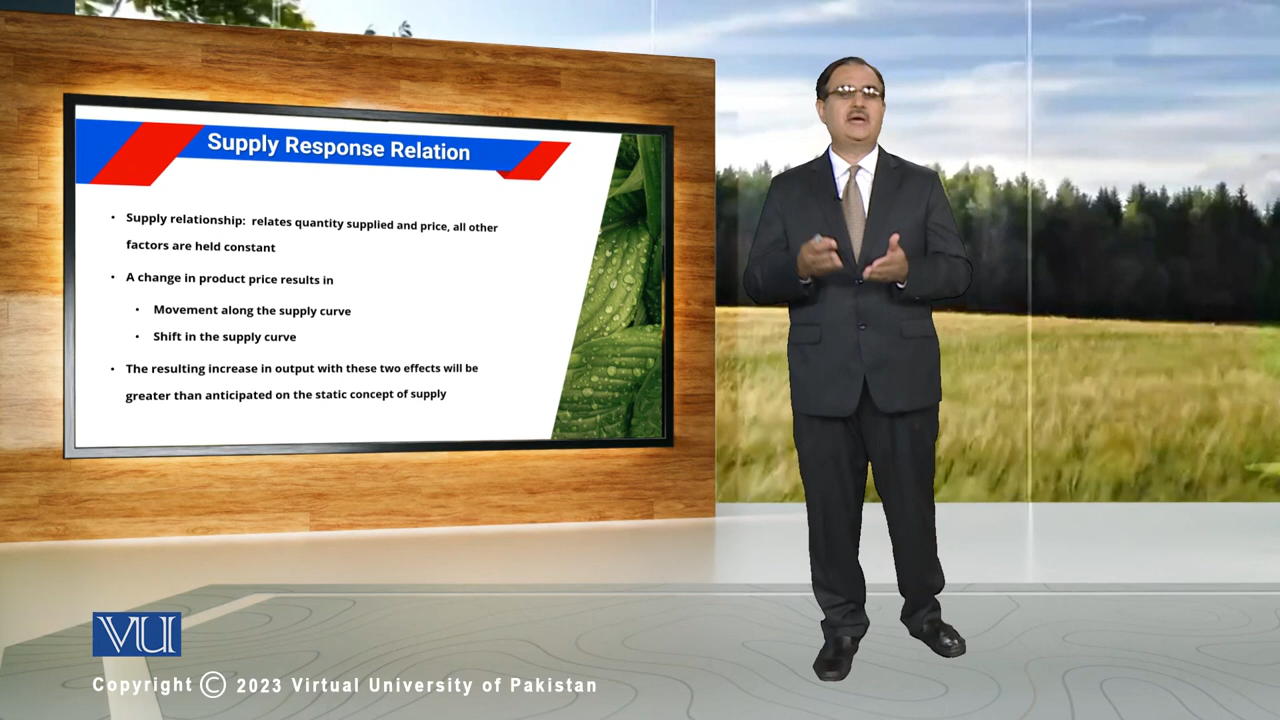 Supply Response Relation
• Supply relationship: relates quantity supplied and price, all other
factors are held constant
• A change in product price results in
• Movement along the supply curve
• Shift in the supply curve
• The resulting increase in output with these two effects will be
greater than anticipated on the static concept of supply
VU
Copyright © 2023 Virtual University of Pakistan